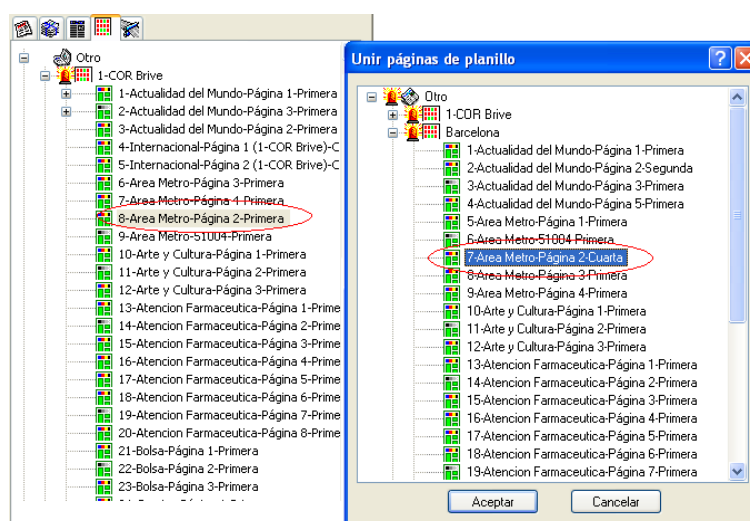 Otro
1-COR Brive
1-Actualidad del Mundo-Página 1-Primera
2-Actualidad del Mundo-Página 3-Primera
3-Actualidad del Mundo-Página 2-Primera
4-Internacional-Página 1 (1-COR Brive)-C
5-Internacional-Página 2 (1-COR Brive)-C
6-Area Metro-Página 3-Primera
7-Area Metro-Página 4-Primera
8-Area Metro-Página 2-Primera
9-Area Metro-51004-Primera
10-Arte y Cultura-Página 1-Primera
11-Arte y Cultura-Página 2-Primera
12-Arte y Cultura-Página 3-Primera
13-Atencion Farmaceutica-Página 1-Prime
14-Atencion Farmaceutica-Página 2-Prime
15-Atencion Farmaceutica-Página 3-Prime
16-Atencion Farmaceutica-Página 4-Prime
17-Atencion Farmaceutica-Página 5-Prime
18-Atencion Farmaceutica-Página 6-Prime
19-Atencion Farmaceutica-Página 7-Prime
20-Atencion Farmaceutica-Página 8-Prime
21-Bolsa-Página 1-Primera
22-Bolsa-Página 2-Primera
23-Bolsa-Página 3-Primera
Unir páginas de planillo
Otro
1-COR Brive
Barcelona
1-Actualidad del Mundo-Página 1-Primera
2-Actualidad del Mundo-Página 2-Segunda
3-Actualidad del Mundo-Página 3-Primera
4-Actualidad del Mundo-Página 5-Primera
5-Area Metro-Página 1-Primera
6-Area Metro-51004-Primera
7-Area Metro-Página 2-Cuarta
8-Area Metro-Página 3-Primera
9-Area Metro-Página 4-Primera
10-Arte y Cultura-Página 1-Primera
11-Arte y Cultura-Página 2-Primera
12-Arte y Cultura-Página 3-Primera
13-Atencion Farmaceutica-Página 1-Primera
14-Atencion Farmaceutica-Página 2-Primera
15-Atencion Farmaceutica-Página 3-Primera
16-Atencion Farmaceutica-Página 4-Primera
17-Atencion Farmaceutica-Página 5-Primera
18-Atencion Farmaceutica-Página 6-Primera
19-Atencion Farmaceutica-Página 7-Primera
Aceptar
Cancelar